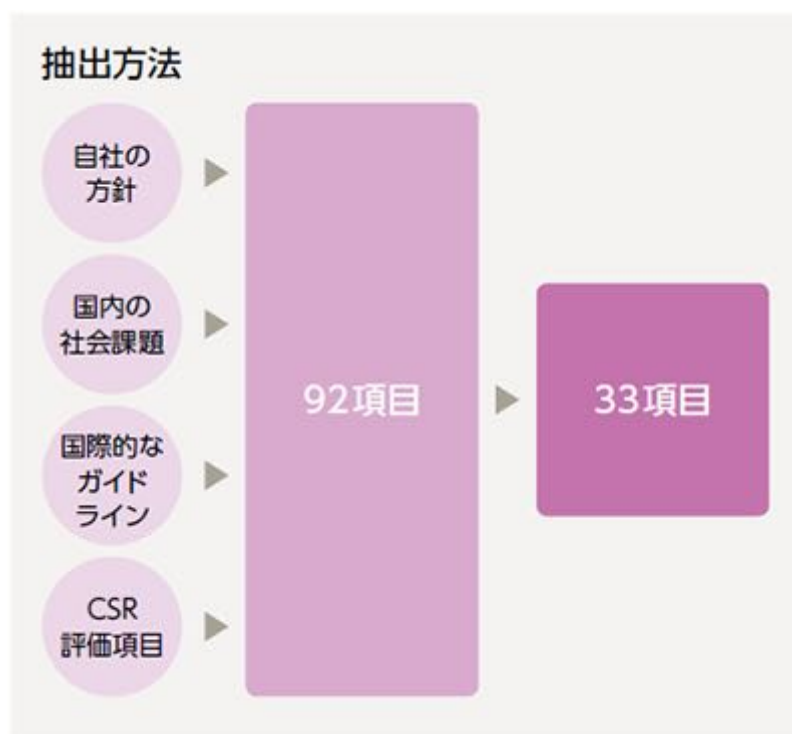 抽出方法
自社の
方針
国内の
社会課題
国際的な
ガイド
ライン
CSR
評価項目
92項目
33項目